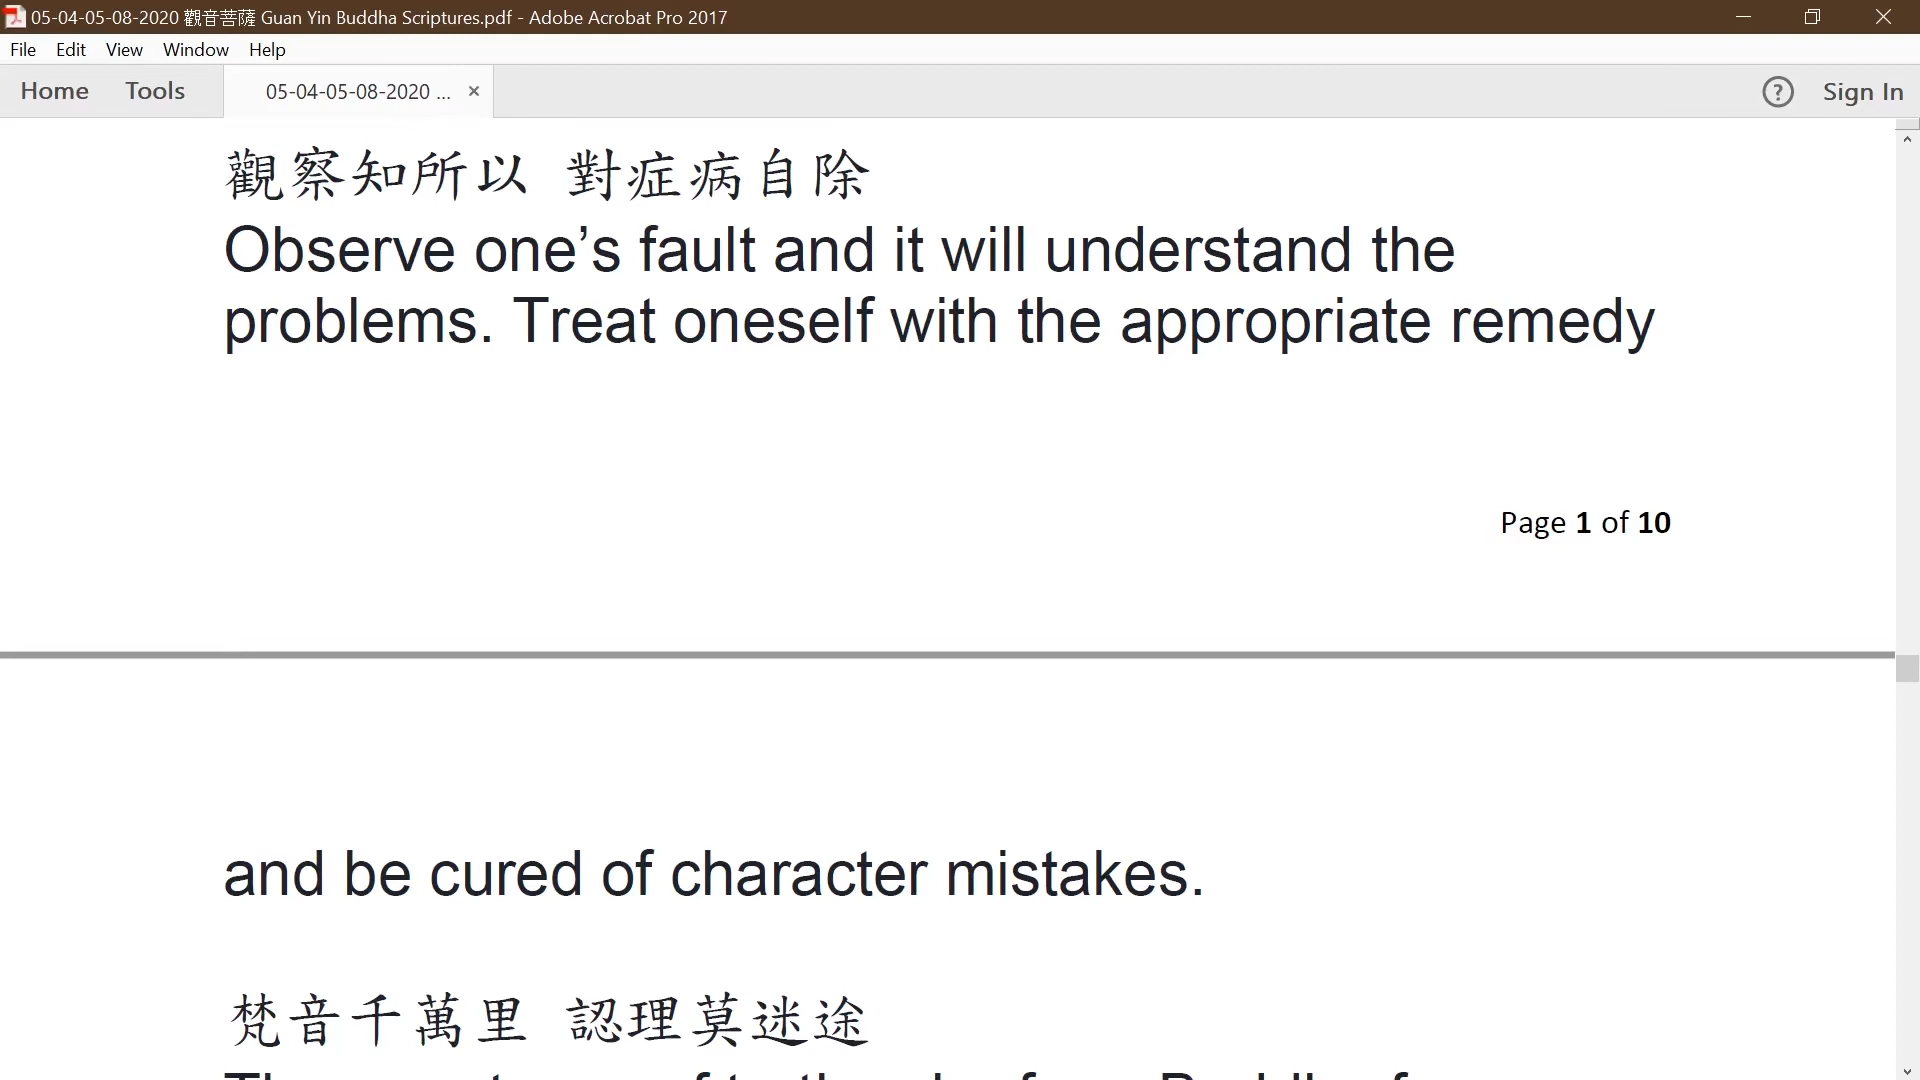 05-04-05-08-2020 觀音菩薩 Guan Yin Buddha Scriptures.pdf - Adobe Acrobat Pro 2017
File Edit View Window Help
Home Tools 05-04-05-08-2020 ... × ? Sign In
觀察知所以 對症病自除
Observe one’s fault and it will understand the
problems. Treat oneself with the appropriate remedy
Page 1 of 10
and be cured of character mistakes.
梵音千萬里 認理莫迷途